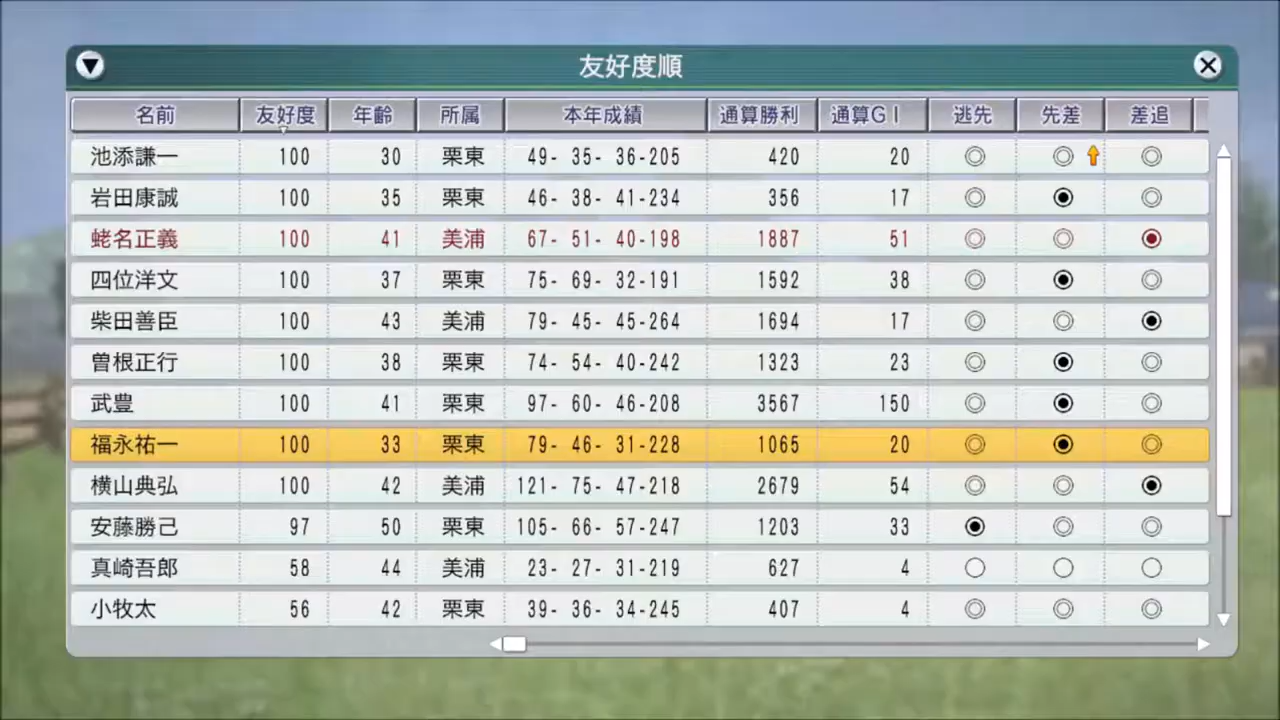 友好度順
名前 友好度 年齢 所属 本年成績 通算勝利 通算GⅠ 逃先 先差 差追
池添謙一 100 30 栗東 49- 35- 36-205 420 20 ◎ ◎ ◎
岩田康誠 100 35 栗東 46- 38- 41-234 356 17 ◎ ◉ ◎
蛯名正義 100 41 美浦 67- 51- 40-198 1887 51 ◎ ◎ ◉
四位洋文 100 37 栗東 75- 69- 32-191 1592 38 ◎ ◉ ◎
柴田善臣 100 43 美浦 79- 45- 45-264 1694 17 ◎ ◎ ◉
曽根正行 100 38 栗東 74- 54- 40-242 1323 23 ◎ ◉ ◎
武豊 100 41 栗東 97- 60- 46-208 3567 150 ◎ ◉ ◎
福永祐一 100 33 栗東 79- 46- 31-228 1065 20 ◎ ◉ ◎
横山典弘 100 42 美浦 121- 75- 47-218 2679 54 ◎ ◎ ◉
安藤勝己 97 50 栗東 105- 66- 57-247 1203 33 ◉ ◎ ◎
真崎吾郎 58 44 美浦 23- 27- 31-219 627 4 ○ ○ ○
小牧太 56 42 栗東 39- 36- 34-245 407 4 ◎ ◎ ◎